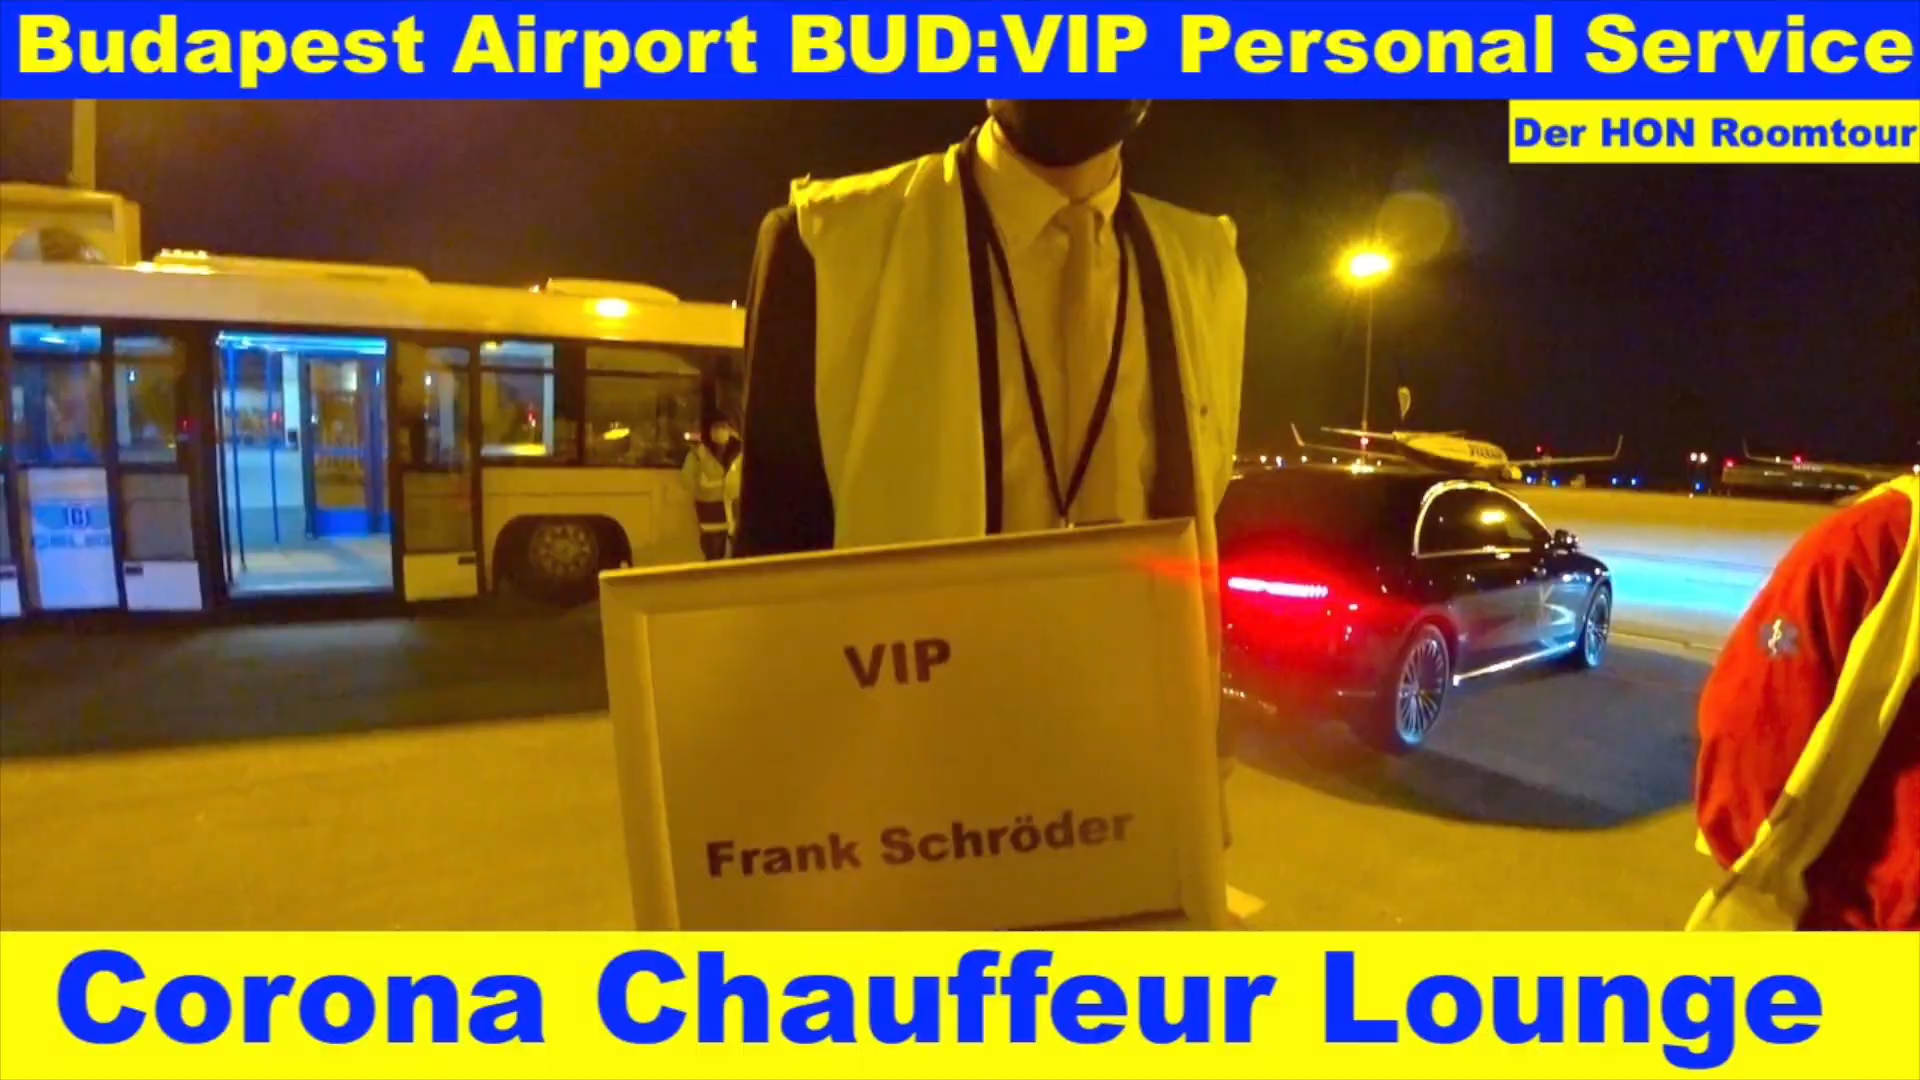 Budapest Airport BUD:VIP Personal Service
Der HON Roomtour
VIP
Frank Schröder
Corona Chauffeur Lounge